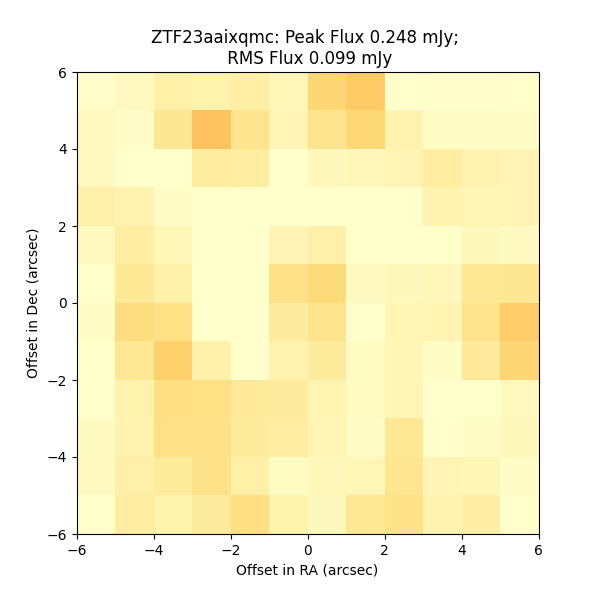 ZTF23aaixqmc: Peak Flux 0.248 mJy;
RMS Flux 0.099 mJy
6
4
2
0
−2
−4
−6
Offset in Dec (arcsec)
−6 −4 −2 0 2 4 6
Offset in RA (arcsec)